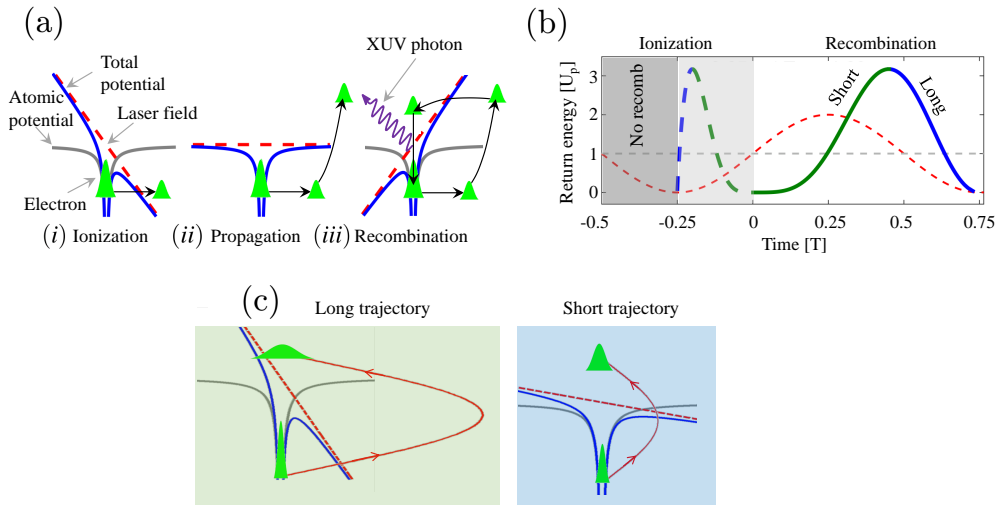 (a)
XUV photon
Total
potential
Atomic
potential
Laser field
Electron
(i) Ionization
(ii) Propagation
(iii) Recombination
(b)
Ionization
Recombination
Return energy [U_p]
3
2
1
0
No recomb
Short
Long
-0.5
-0.25
0
0.25
0.5
0.75
Time [T]
(c)
Long trajectory
Short trajectory